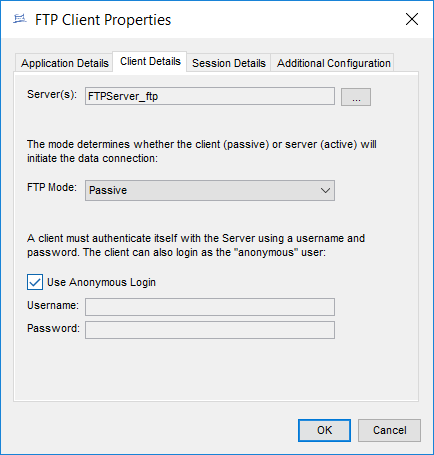 FTP Client Properties
Application Details Client Details Session Details Additional Configuration
Server(s): FTPServer_ftp ...
The mode determines whether the client (passive) or server (active) will
initiate the data connection:
FTP Mode: Passive
A client must authenticate itself with the Server using a username and
password. The client can also login as the "anonymous" user:
Use Anonymous Login
Username:
Password:
OK Cancel